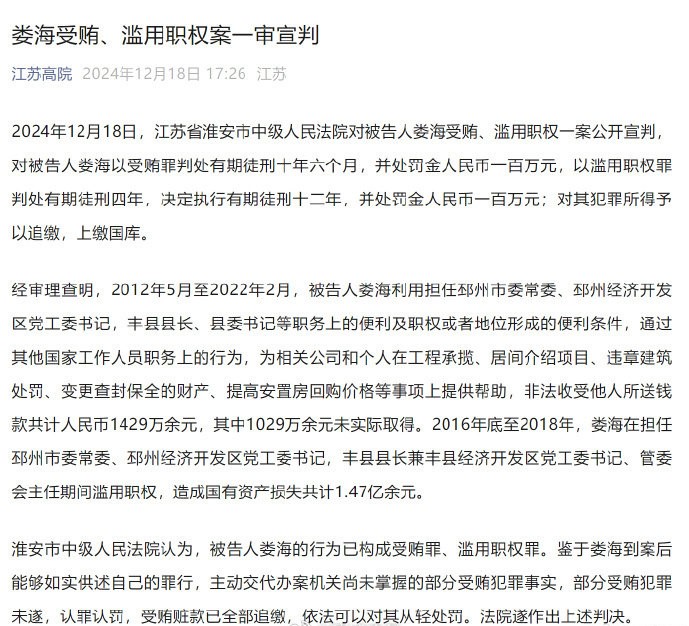 娄海受贿、滥用职权案一审宣判
江苏高院 2024年12月18日 17:26 江苏
2024年12月18日，江苏省淮安市中级人民法院对被告人娄海受贿、滥用职权一案公开宣判，
对被告人娄海以受贿罪判处有期徒刑十年六个月，并处罚金人民币一百万元，以滥用职权罪
判处有期徒刑四年，决定执行有期徒刑十二年，并处罚金人民币一百万元；对其犯罪所得予
以追缴，上缴国库。
经审理查明，2012年5月至2022年2月，被告人娄海利用担任邳州市委常委、邳州经济开发
区党工委书记，丰县县长、县委书记等职务上的便利及职权或者地位形成的便利条件，通过
其他国家工作人员职务上的行为，为相关公司和个人在工程承揽、居间介绍项目、违章建筑
处罚、变更查封保全的财产、提高安置房回购价格等事项上提供帮助，非法收受他人所送钱
款共计人民币1429万余元，其中1029万余元未实际取得。2016年底至2018年，娄海在担任
邳州市委常委、邳州经济开发区党工委书记，丰县县长兼丰县经济开发区党工委书记、管委
会主任期间滥用职权，造成国有资产损失共计1.47亿余元。
淮安市中级人民法院认为，被告人娄海的行为已构成受贿罪、滥用职权罪。鉴于娄海到案后
能够如实供述自己的罪行，主动交代办案机关尚未掌握的部分受贿犯罪事实，部分受贿犯罪
未遂，认罪认罚，受贿赃款已全部追缴，依法可以对其从轻处罚。法院遂作出上述判决。